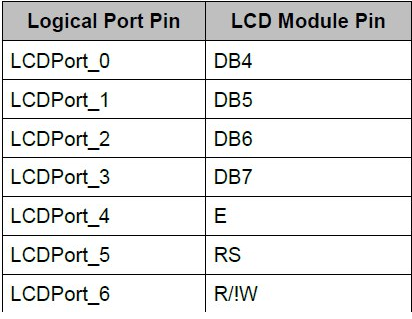 Logical Port Pin LCD Module Pin
LCDPort_0 DB4
LCDPort_1 DB5
LCDPort_2 DB6
LCDPort_3 DB7
LCDPort_4 E
LCDPort_5 RS
LCDPort_6 R/!W